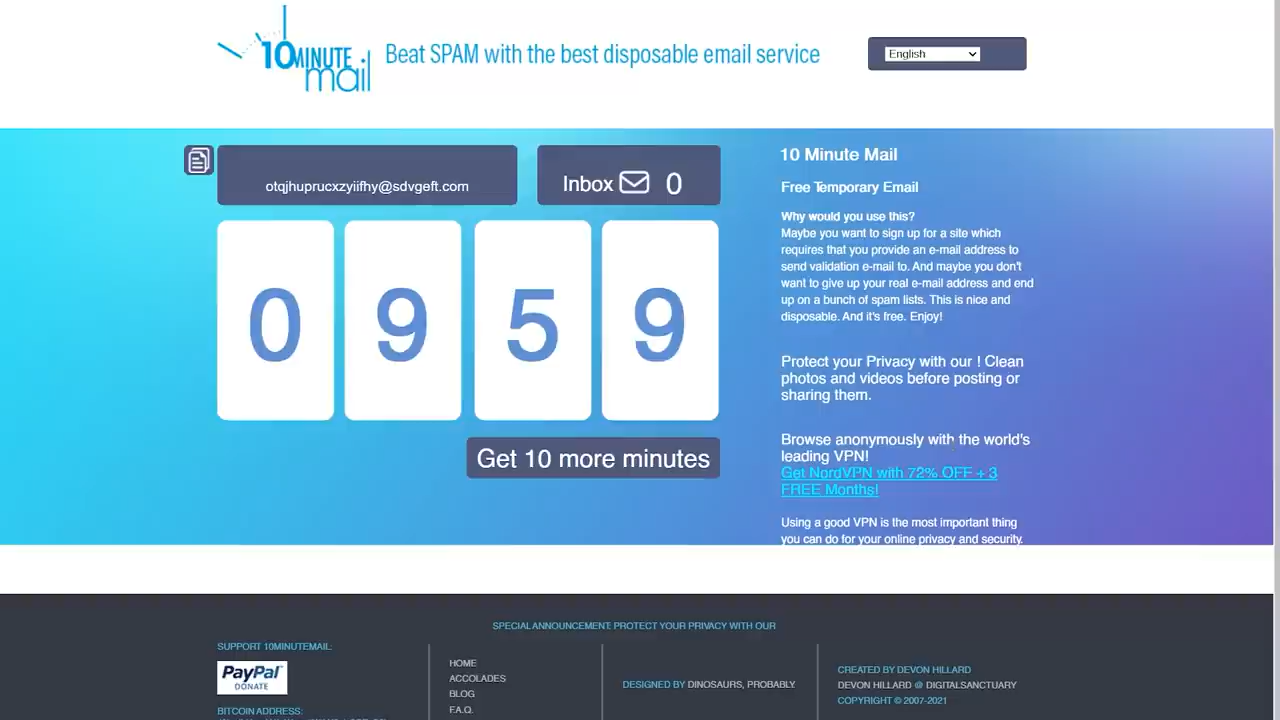 10MINUTE
mail
Beat SPAM with the best disposable email service
English
otqjhuprucxzyiifhy@sdvgeft.com
Inbox 0
0 9 5 9
Get 10 more minutes
10 Minute Mail
Free Temporary Email
Why would you use this?
Maybe you want to sign up for a site which
requires that you provide an e-mail address to
send validation e-mail to. And maybe you don't
want to give up your real e-mail address and end
up on a bunch of spam lists. This is nice and
disposable. And it's free. Enjoy!
Protect your Privacy with our ! Clean
photos and videos before posting or
sharing them.
Browse anonymously with the world's
leading VPN!
Get NordVPN with 72% OFF + 3
FREE Months!
Using a good VPN is the most important thing
you can do for your online privacy and security.
SPECIAL ANNOUNCEMENT: PROTECT YOUR PRIVACY WITH OUR
SUPPORT 10MINUTEMAIL:
PayPal
DONATE
BITCOIN ADDRESS:
HOME
ACCOLADES
BLOG
F.A.Q.
DESIGNED BY DINOSAURS, PROBABLY.
CREATED BY DEVON HILLARD
DEVON HILLARD @ DIGITALSANCTUARY
COPYRIGHT © 2007-2021